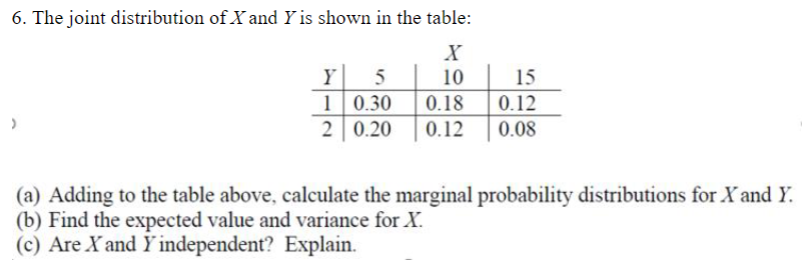 6. The joint distribution of X and Y is shown in the table:
X
Y 5 10 15
1 0.30 0.18 0.12
2 0.20 0.12 0.08
(a) Adding to the table above, calculate the marginal probability distributions for X and Y.
(b) Find the expected value and variance for X.
(c) Are X and Y independent? Explain.